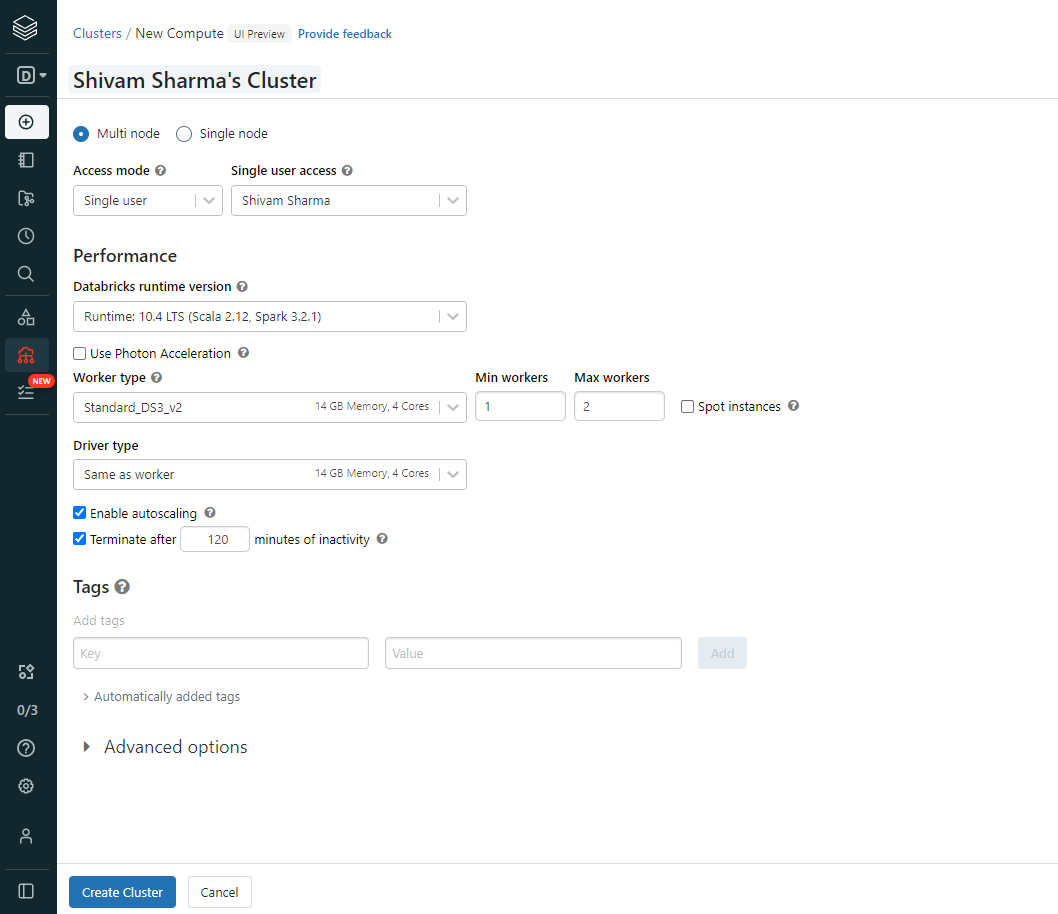 Clusters / New Compute UI Preview Provide feedback
D
Shivam Sharma's Cluster
Multi node Single node
Access mode Single user access
Single user Shivam Sharma
Performance
Databricks runtime version
Runtime: 10.4 LTS (Scala 2.12, Spark 3.2.1)
Use Photon Acceleration
Worker type Min workers Max workers
NEW
Standard_DS3_v2 14 GB Memory, 4 Cores 1 2 Spot instances
Driver type
Same as worker 14 GB Memory, 4 Cores
Enable autoscaling
Terminate after 120 minutes of inactivity
Tags
Add tags
Key Value Add
Automatically added tags
0/3
Advanced options
Create Cluster Cancel